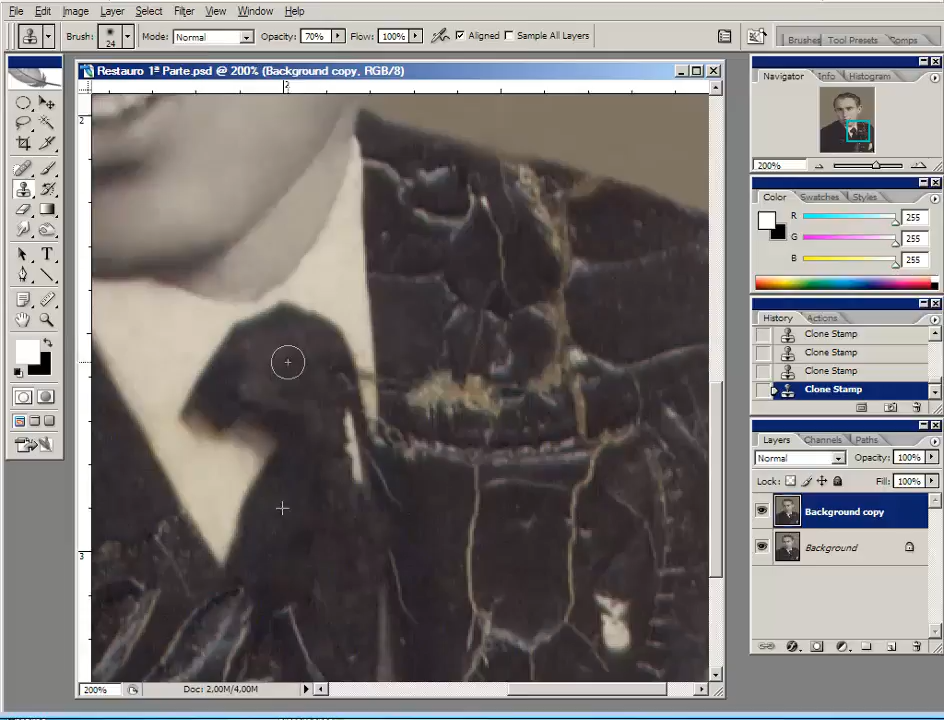 File Edit Image Layer Select Filter View Window Help
Brush: 24 Mode: Normal Opacity: 70% Flow: 100% Aligned Sample All Layers
Brushes Tool Presets Comps
Restauro 1ª Parte.psd @ 200% (Background copy, RGB/8)
2
2
3
200% Doc: 2,00M/4,00M
Navigator Info Histogram
200%
Color Swatches Styles
R 255
G 255
B 255
History Actions
Clone Stamp
Clone Stamp
Clone Stamp
Clone Stamp
Layers Channels Paths
Normal Opacity: 100%
Lock: Fill: 100%
Background copy
Background